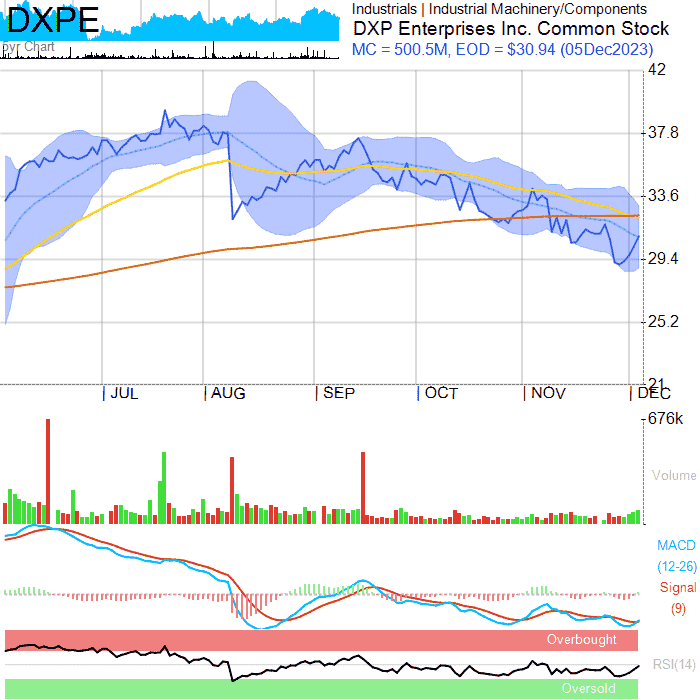 DXPE
5yr Chart
Industrials | Industrial Machinery/Components
DXP Enterprises Inc. Common Stock
MC = 500.5M, EOD = $30.94 (05Dec2023)
42
37.8
33.6
29.4
25.2
21
JUL AUG SEP OCT NOV DEC
676k
Volume
MACD
(12-26)
Signal
(9)
Overbought
RSI(14)
Oversold